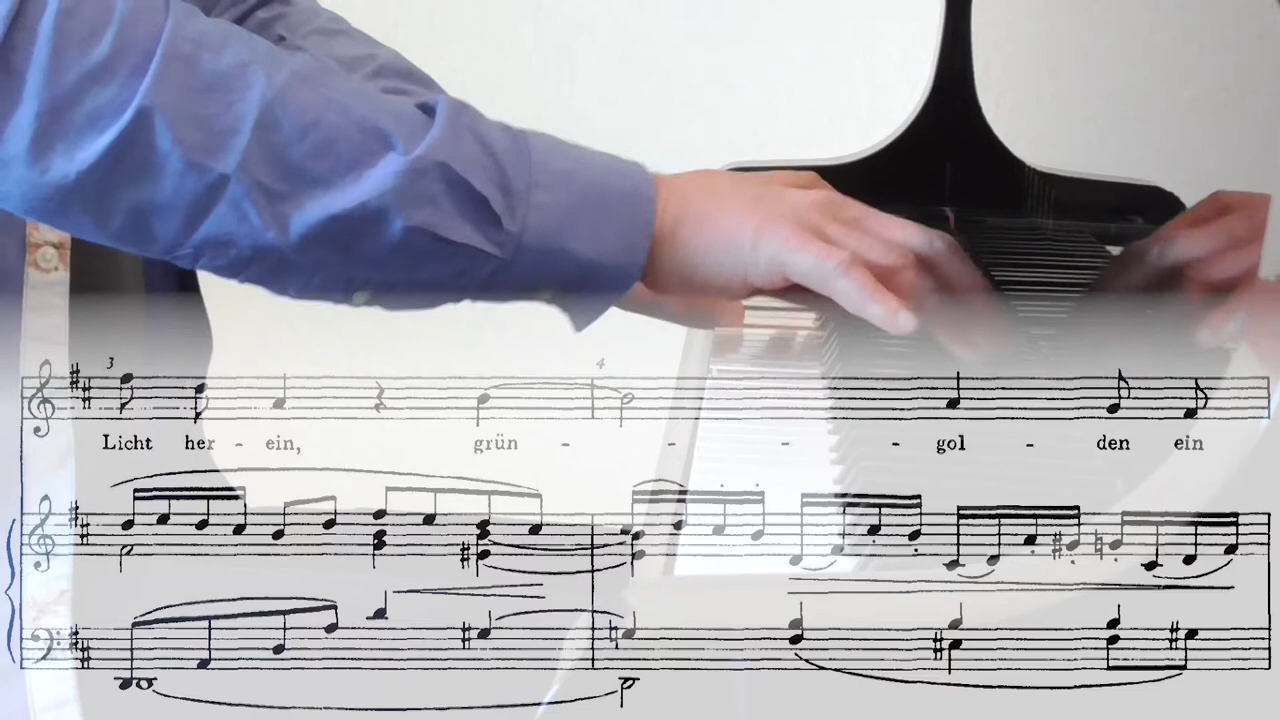 3 4
Licht her - ein, grün - - - - gol - den ein